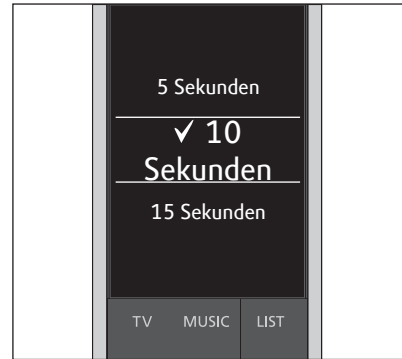 5 Sekunden
✓ 10
Sekunden
15 Sekunden
TV MUSIC LIST